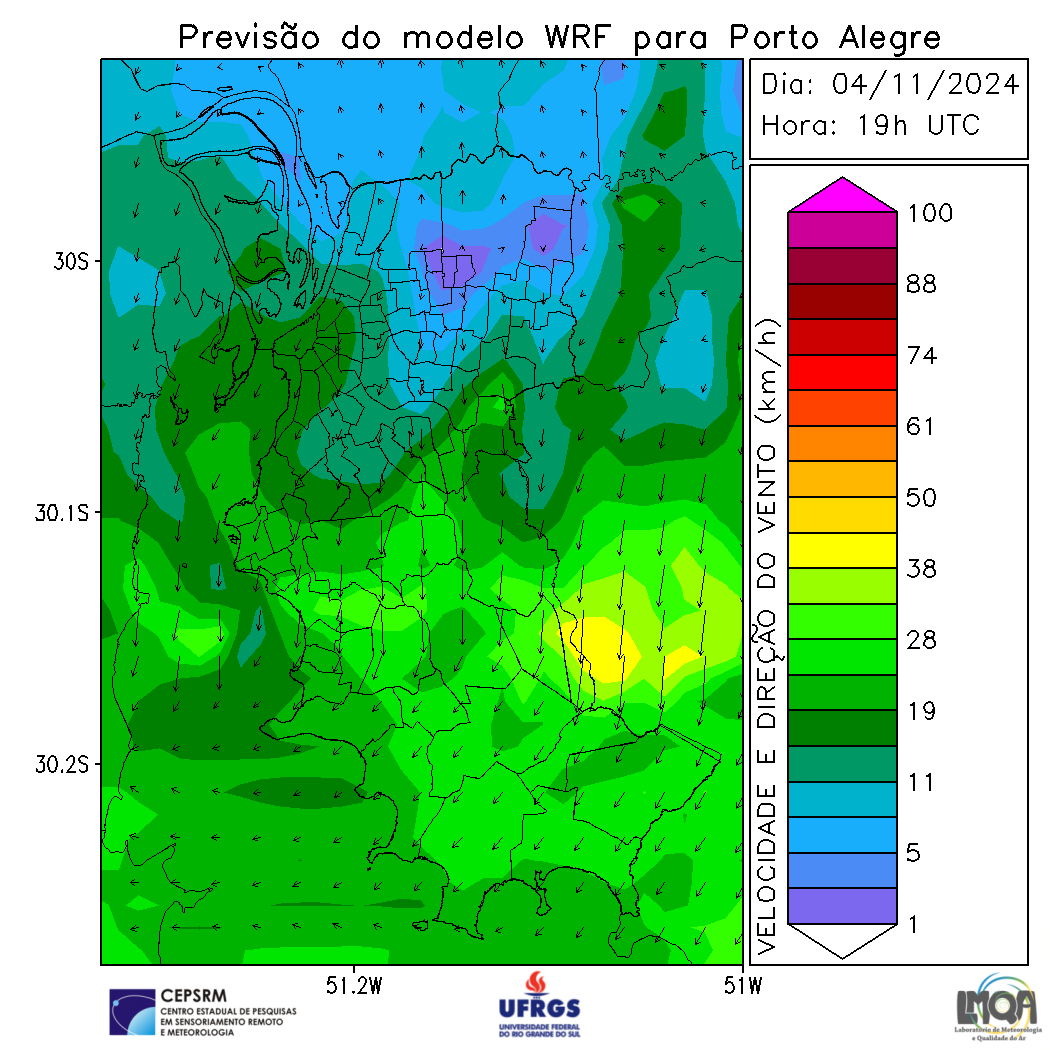 Previsão do modelo WRF para Porto Alegre
Dia: 04/11/2024
Hora: 19h UTC
30S
30.1S
30.2S
51.2W
51W
VELOCIDADE E DIREÇÃO DO VENTO (km/h)
100
88
74
61
50
38
28
19
11
5
1
CEPSRM
CENTRO ESTADUAL DE PESQUISAS
EM SENSORIAMENTO REMOTO
E METEOROLOGIA
UFRGS
UNIVERSIDADE FEDERAL
DO RIO GRANDE DO SUL
LMQA
Laboratório de Meteorologia
e Qualidade do Ar